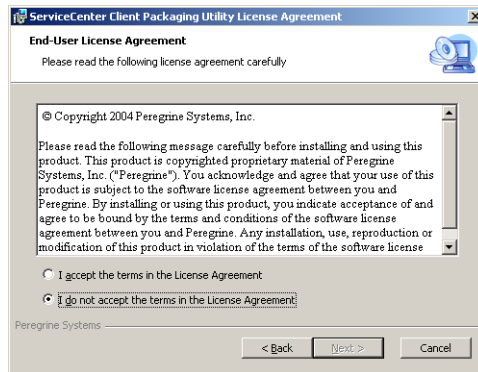 ServiceCenter Client Packaging Utility License Agreement
End-User License Agreement
Please read the following license agreement carefully
© Copyright 2004 Peregrine Systems, Inc.
Please read the following message carefully before installing and using this
product. This product is copyrighted proprietary material of Peregrine
Systems, Inc. ("Peregrine"). You acknowledge and agree that your use of this
product is subject to the software license agreement between you and
Peregrine. By installing or using this product, you indicate acceptance of and
agree to be bound by the terms and conditions of the software license
agreement between you and Peregrine. Any installation, use, reproduction or
modification of this product in violation of the terms of the software license
I accept the terms in the License Agreement
I do not accept the terms in the License Agreement
Peregrine Systems
< Back Next > Cancel